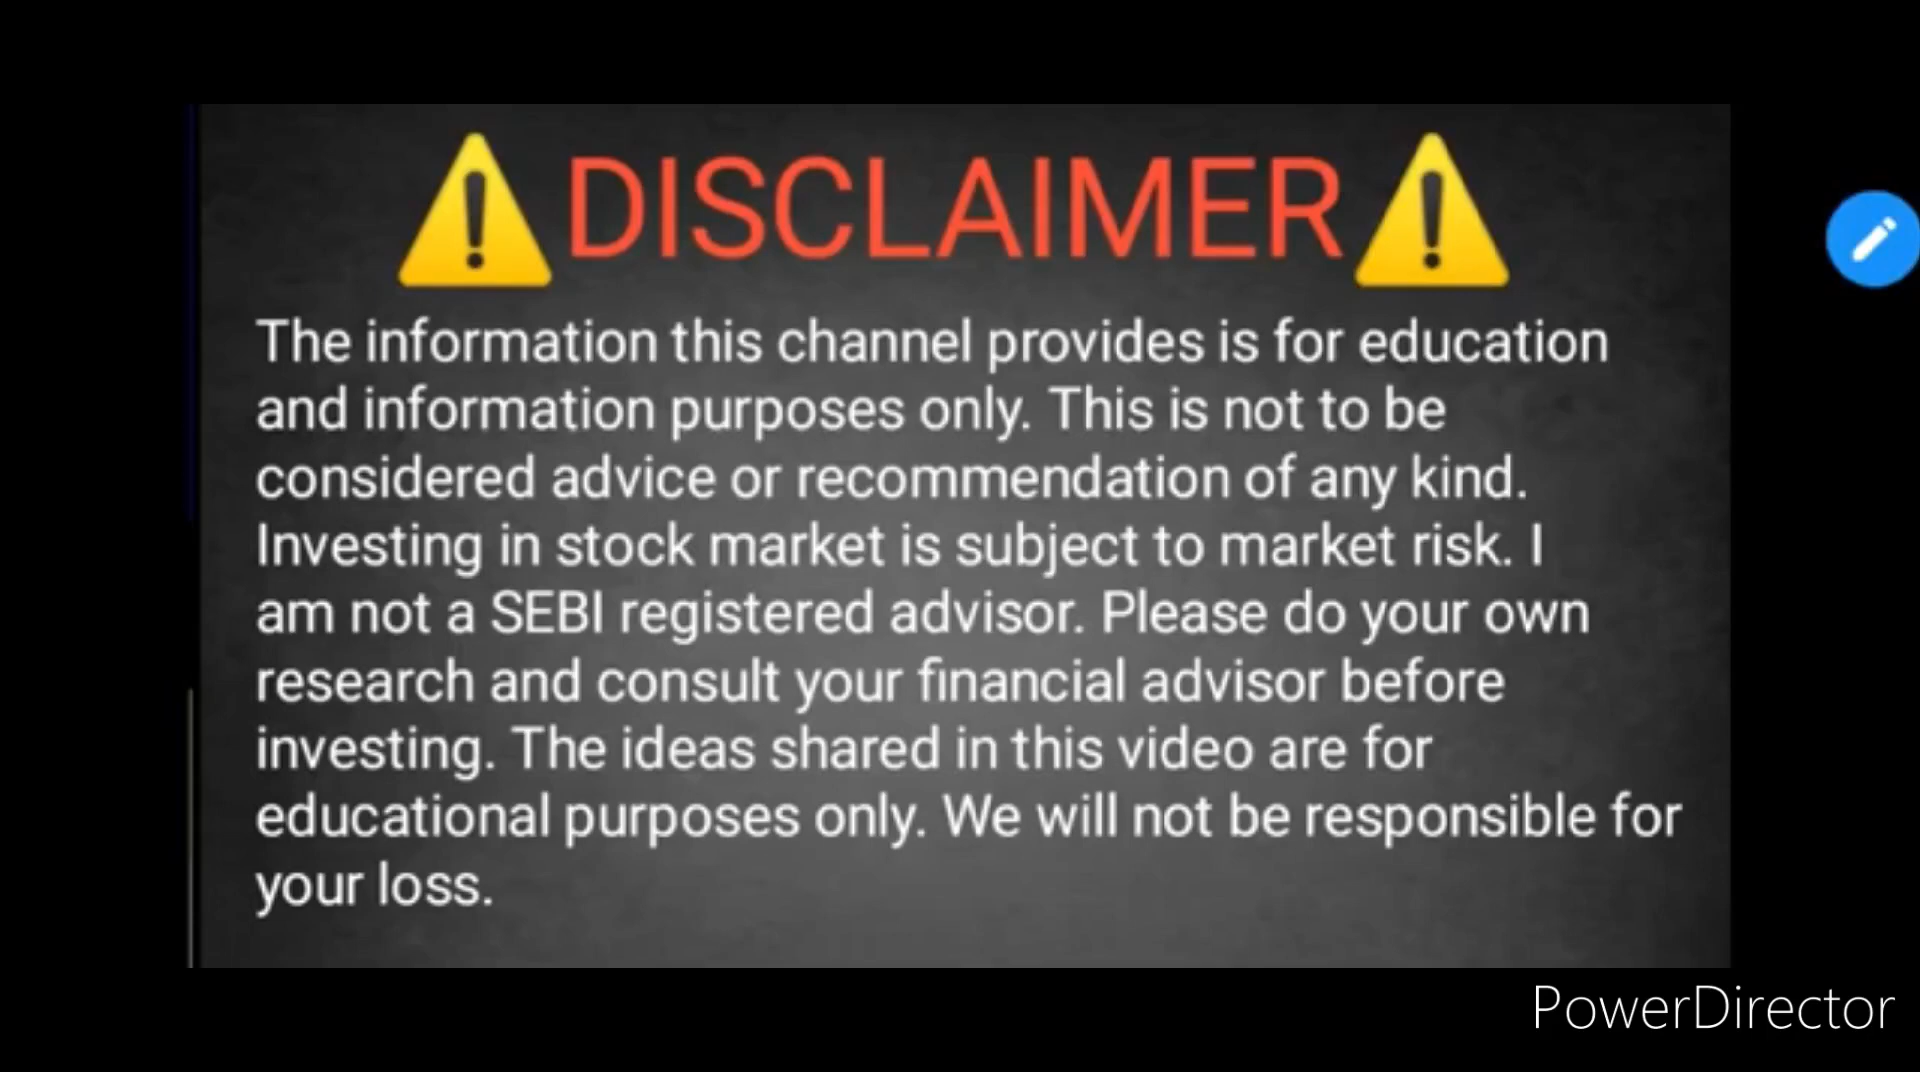 ⚠️DISCLAIMER⚠️
The information this channel provides is for education
and information purposes only. This is not to be
considered advice or recommendation of any kind.
Investing in stock market is subject to market risk. I
am not a SEBI registered advisor. Please do your own
research and consult your financial advisor before
investing. The ideas shared in this video are for
educational purposes only. We will not be responsible for
your loss.
PowerDirector